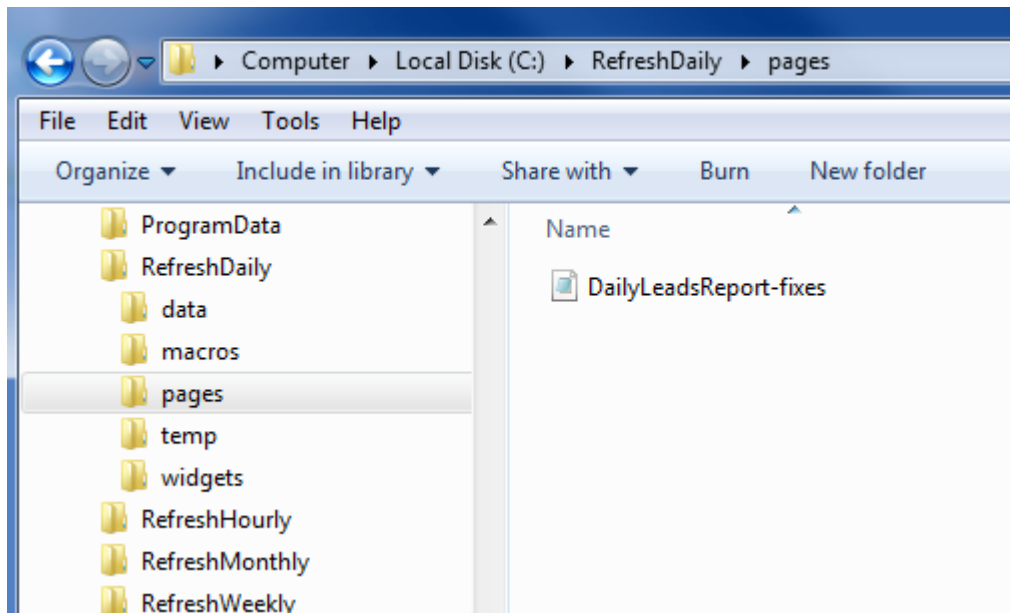 Computer Local Disk (C:) RefreshDaily pages
File Edit View Tools Help
Organize Include in library Share with Burn New folder
ProgramData
RefreshDaily
data
macros
pages
temp
widgets
RefreshHourly
RefreshMonthly
RefreshWeekly
Name
DailyLeadsReport-fixes